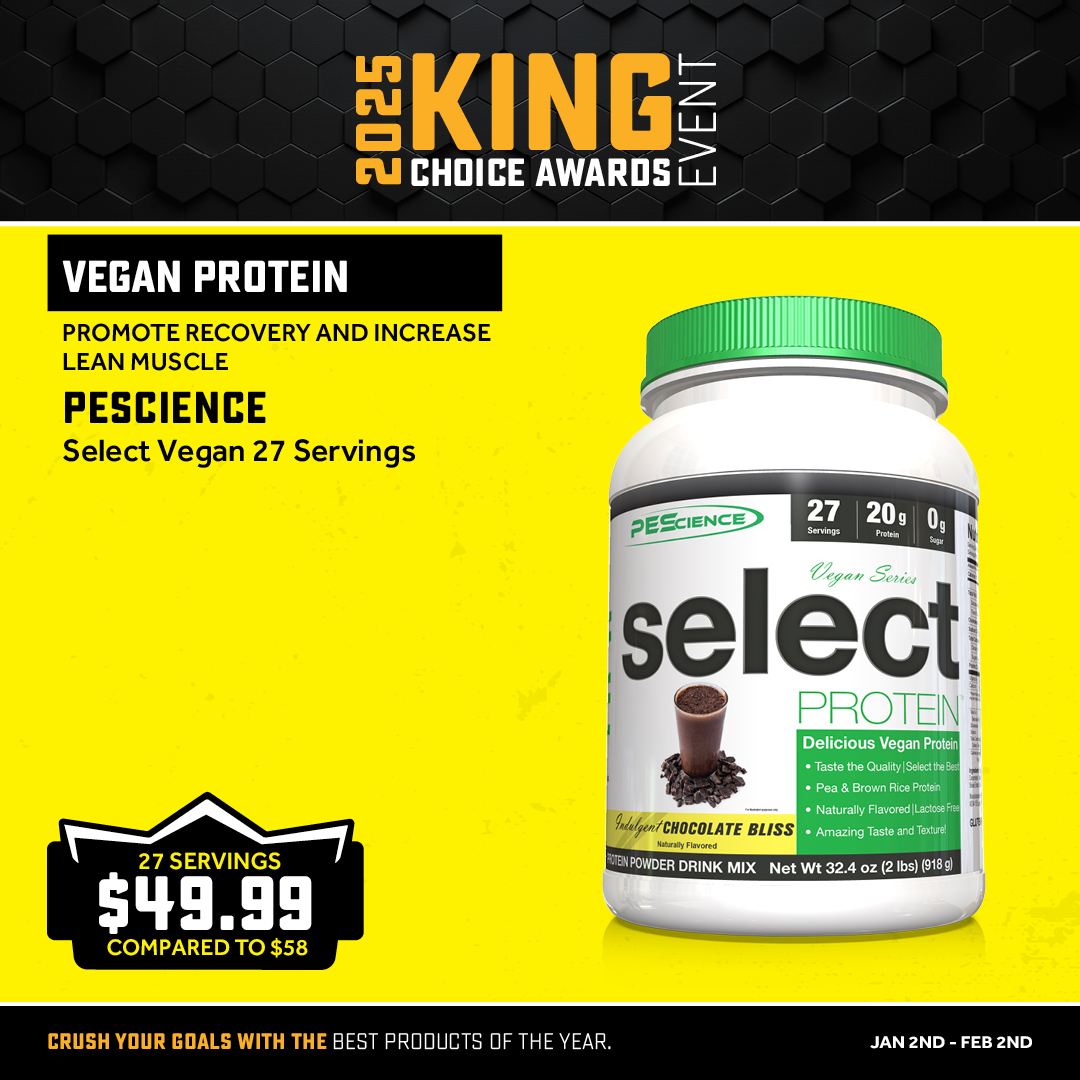 2025
KING
CHOICE AWARDS
EVENT
VEGAN PROTEIN
PROMOTE RECOVERY AND INCREASE
LEAN MUSCLE
PESCIENCE
Select Vegan 27 Servings
PEScience
27 Servings
20g Protein
0g Sugar
Vegan Series
select
PROTEIN
Delicious Vegan Protein
• Taste the Quality|Select the Best
• Pea & Brown Rice Protein
• Naturally Flavored|Lactose Free
• Amazing Taste and Texture!
Indulgent CHOCOLATE BLISS
Naturally Flavored
PROTEIN POWDER DRINK MIX Net Wt 32.4 oz (2 lbs) (918 g)
27 SERVINGS
$49.99
COMPARED TO $58
CRUSH YOUR GOALS WITH THE BEST PRODUCTS OF THE YEAR.
JAN 2ND - FEB 2ND